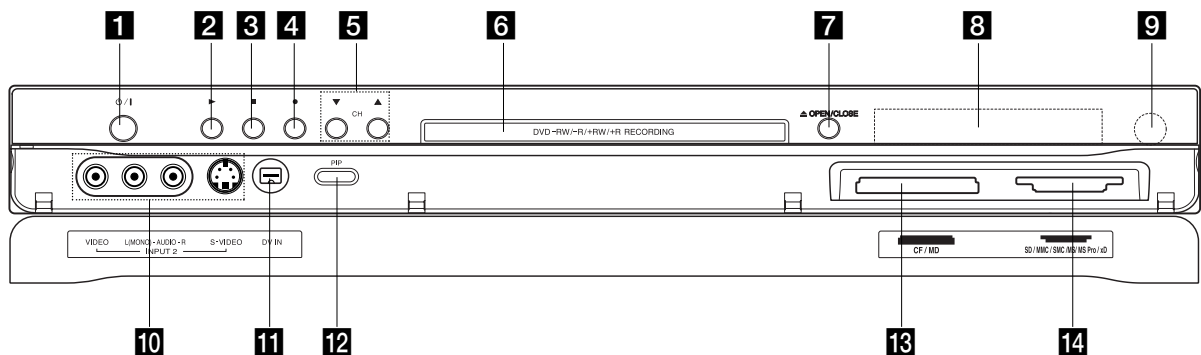 1 2 3 4 5 6 7 8 9
⏻/I ► ■ ● ▼ CH ▲ ⏏ OPEN/CLOSE
DVD-RW/-R/+RW/+R RECORDING
PIP
VIDEO L(MONO)-AUDIO-R S-VIDEO DV IN
INPUT 2
CF / MD
SD / MMC / SMC /MS/ MS Pro / xD
10 11 12 13 14